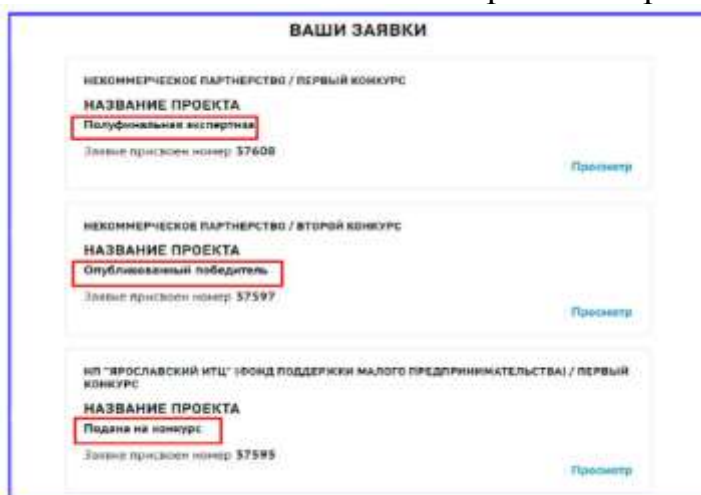 ВАШИ ЗАЯВКИ
НЕКОММЕРЧЕСКОЕ ПАРТНЕРСТВО / ПЕРВЫЙ КОНКУРС
НАЗВАНИЕ ПРОЕКТА
Полуфинальная экспертная
Заявке присвоен номер 57608
Просмотр
НЕКОММЕРЧЕСКОЕ ПАРТНЕРСТВО / ВТОРОЙ КОНКУРС
НАЗВАНИЕ ПРОЕКТА
Опубликованный победитель
Заявке присвоен номер 57597
Просмотр
НП "ЯРОСЛАВСКИЙ ИТЦ" (ФОНД ПОДДЕРЖКИ МАЛОГО ПРЕДПРИНИМАТЕЛЬСТВА) / ПЕРВЫЙ
КОНКУРС
НАЗВАНИЕ ПРОЕКТА
Подана на конкурс
Заявке присвоен номер 57595
Просмотр